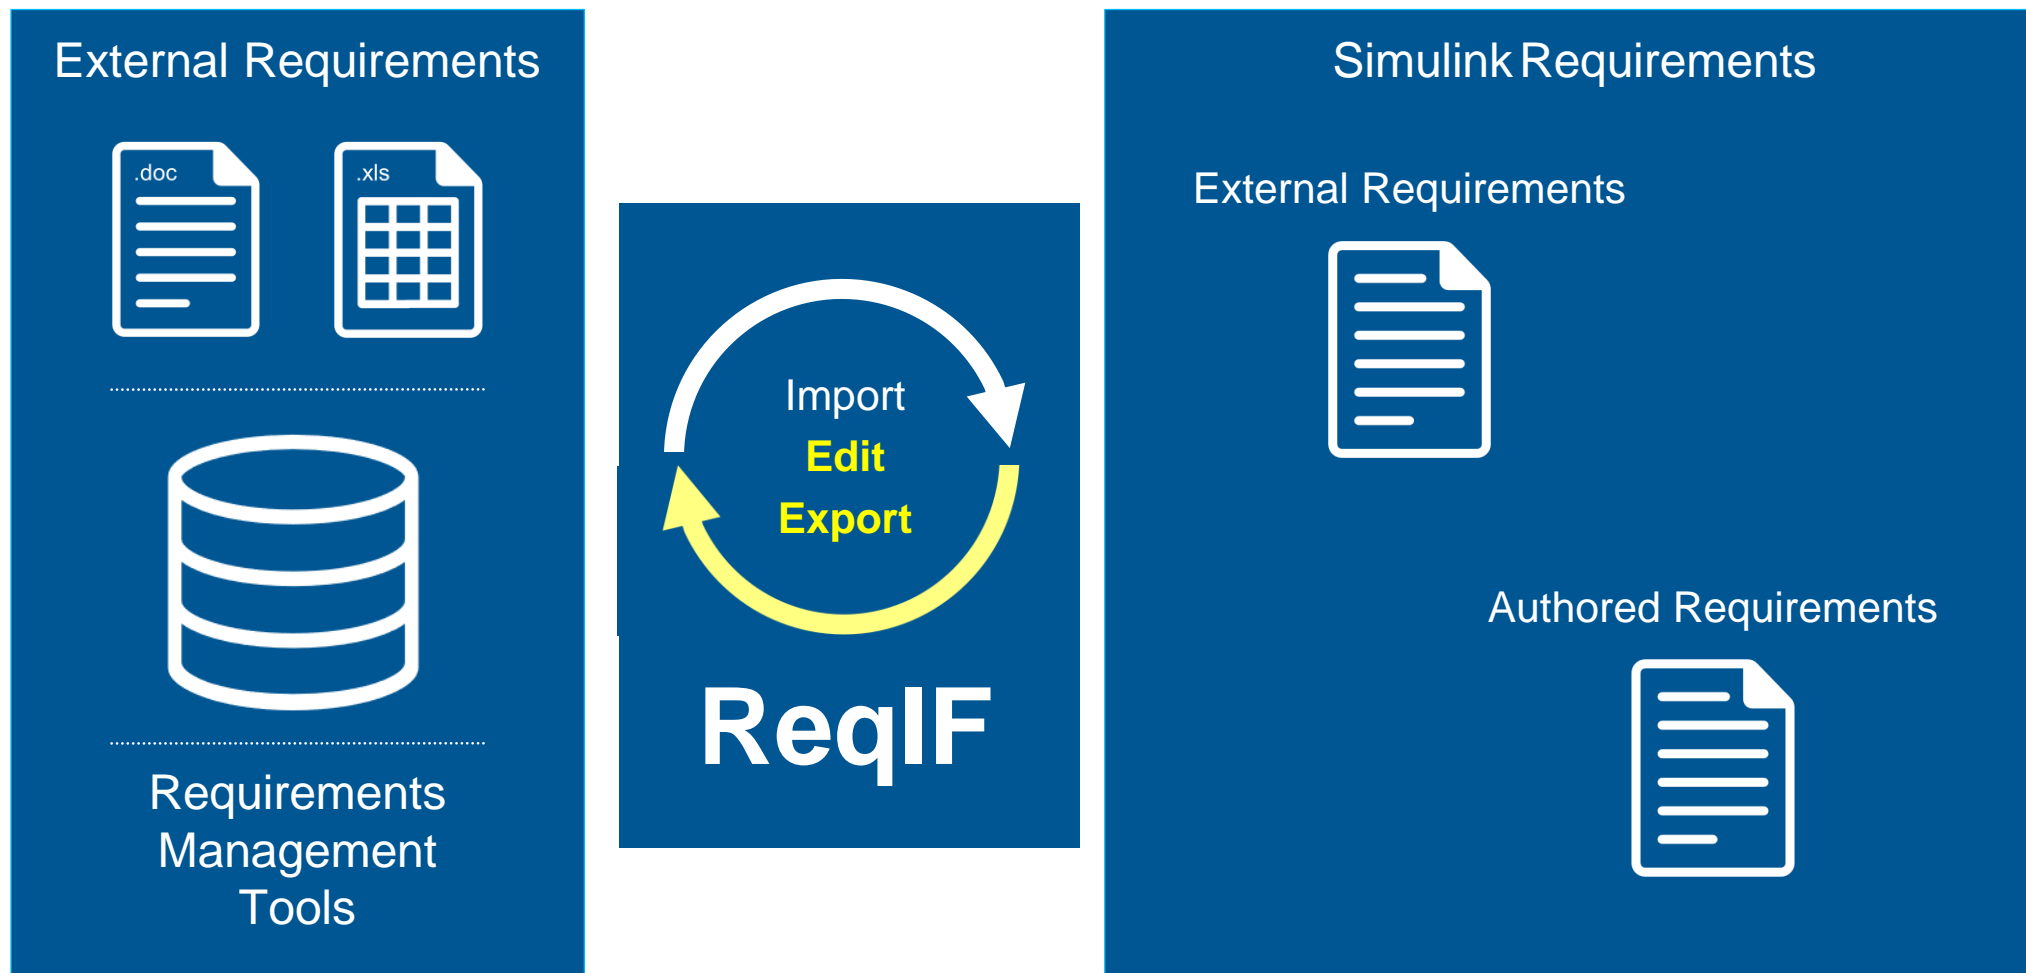 External Requirements
.doc
.xls
Requirements
Management
Tools
Import
Edit
Export
ReqIF
Simulink Requirements
External Requirements
Authored Requirements